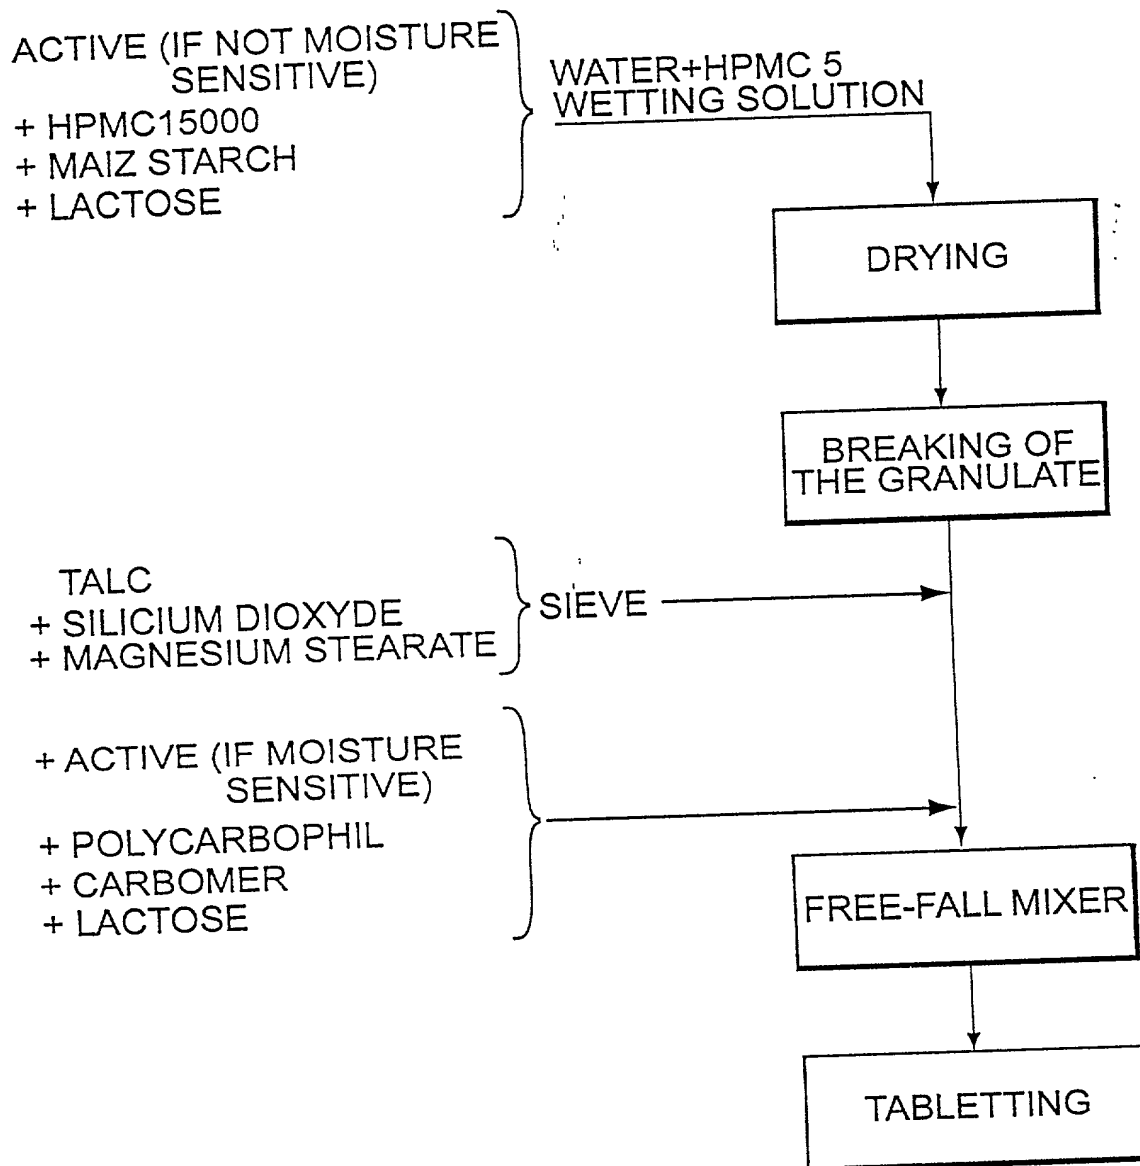 ACTIVE (IF NOT MOISTURE
SENSITIVE)
+ HPMC15000
+ MAIZ STARCH
+ LACTOSE
WATER+HPMC 5
WETTING SOLUTION
DRYING
BREAKING OF
THE GRANULATE
TALC
+ SILICIUM DIOXYDE
+ MAGNESIUM STEARATE
SIEVE
+ ACTIVE (IF MOISTURE
SENSITIVE)
+ POLYCARBOPHIL
+ CARBOMER
+ LACTOSE
FREE-FALL MIXER
TABLETTING